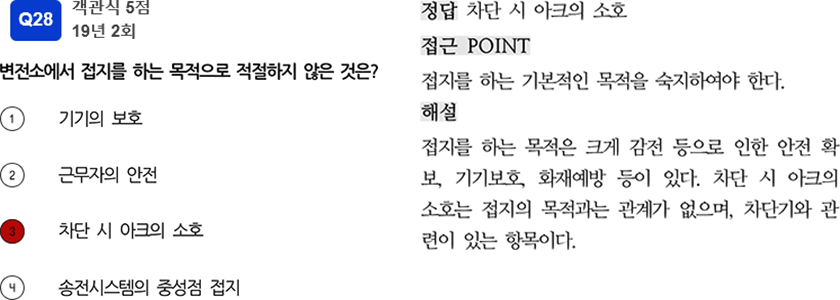 Q28
객관식 5점
19년 2회
변전소에서 접지를 하는 목적으로 적절하지 않은 것은?
1 기기의 보호
2 근무자의 안전
3 차단 시 아크의 소호
4 송전시스템의 중성점 접지
정답 차단 시 아크의 소호
접근 POINT
접지를 하는 기본적인 목적을 숙지하여야 한다.
해설
접지를 하는 목적은 크게 감전 등으로 인한 안전 확
보, 기기보호, 화재예방 등이 있다. 차단 시 아크의
소호는 접지의 목적과는 관계가 없으며, 차단기와 관
련이 있는 항목이다.